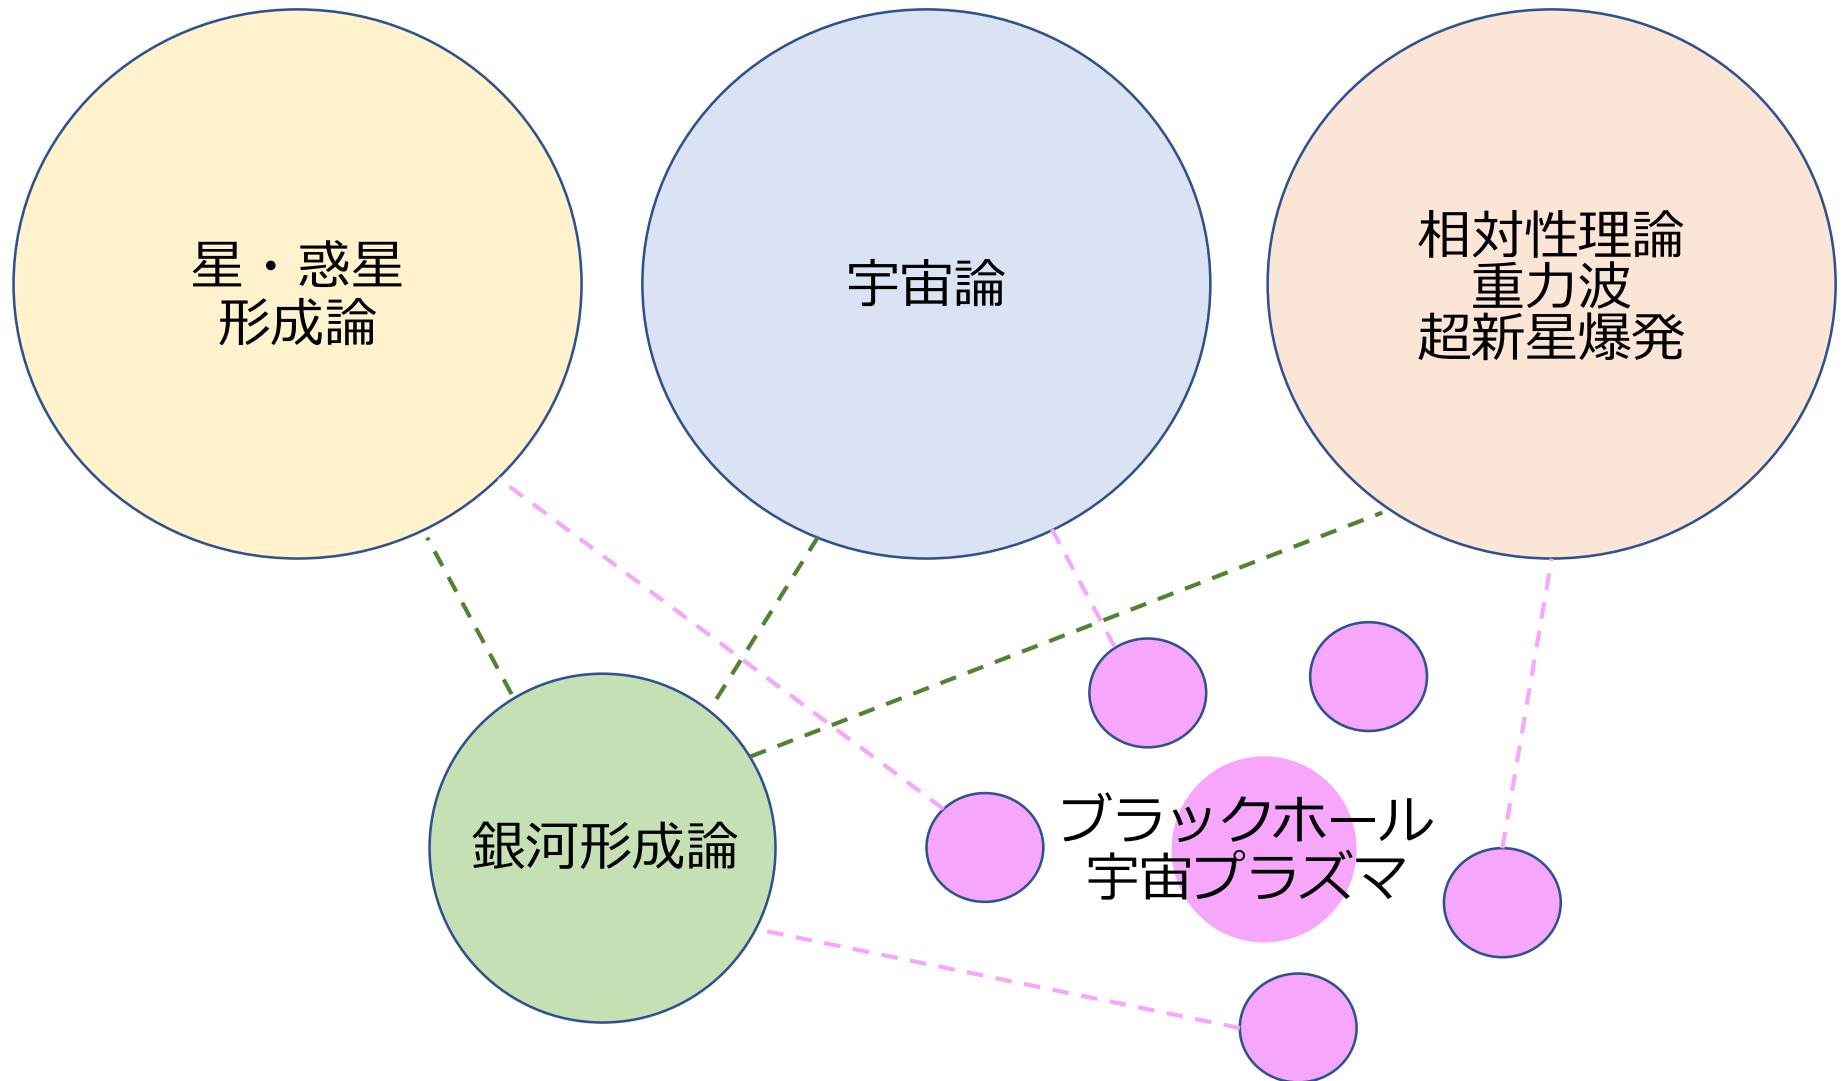 星・惑星
形成論
宇宙論
相対性理論
重力波
超新星爆発
銀河形成論
ブラックホール
宇宙プラズマ